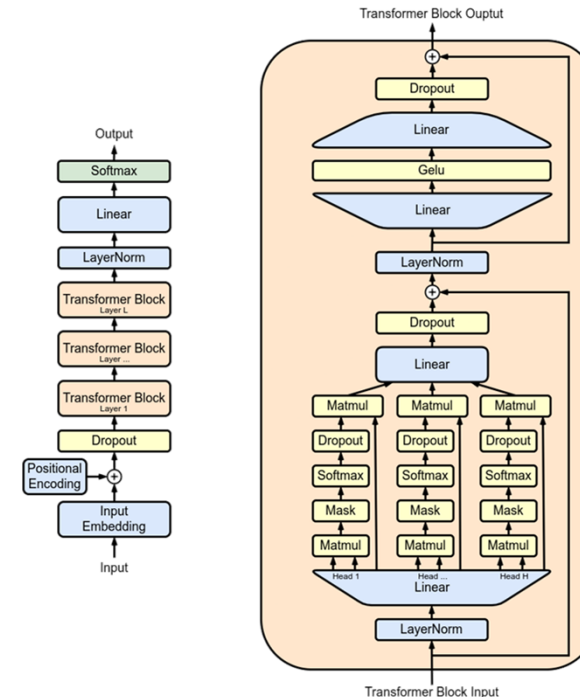 Output
Softmax
Linear
LayerNorm
Transformer Block
Layer L
Transformer Block
Layer ...
Transformer Block
Layer 1
Dropout
Positional
Encoding
+
Input
Embedding
Input
Transformer Block Ouptut
+
Dropout
Linear
Gelu
Linear
LayerNorm
+
Dropout
Linear
Matmul Matmul Matmul
Dropout Dropout Dropout
Softmax Softmax Softmax
Mask Mask Mask
Matmul Matmul Matmul
Head 1 Head ... Head H
Linear
LayerNorm
Transformer Block Input